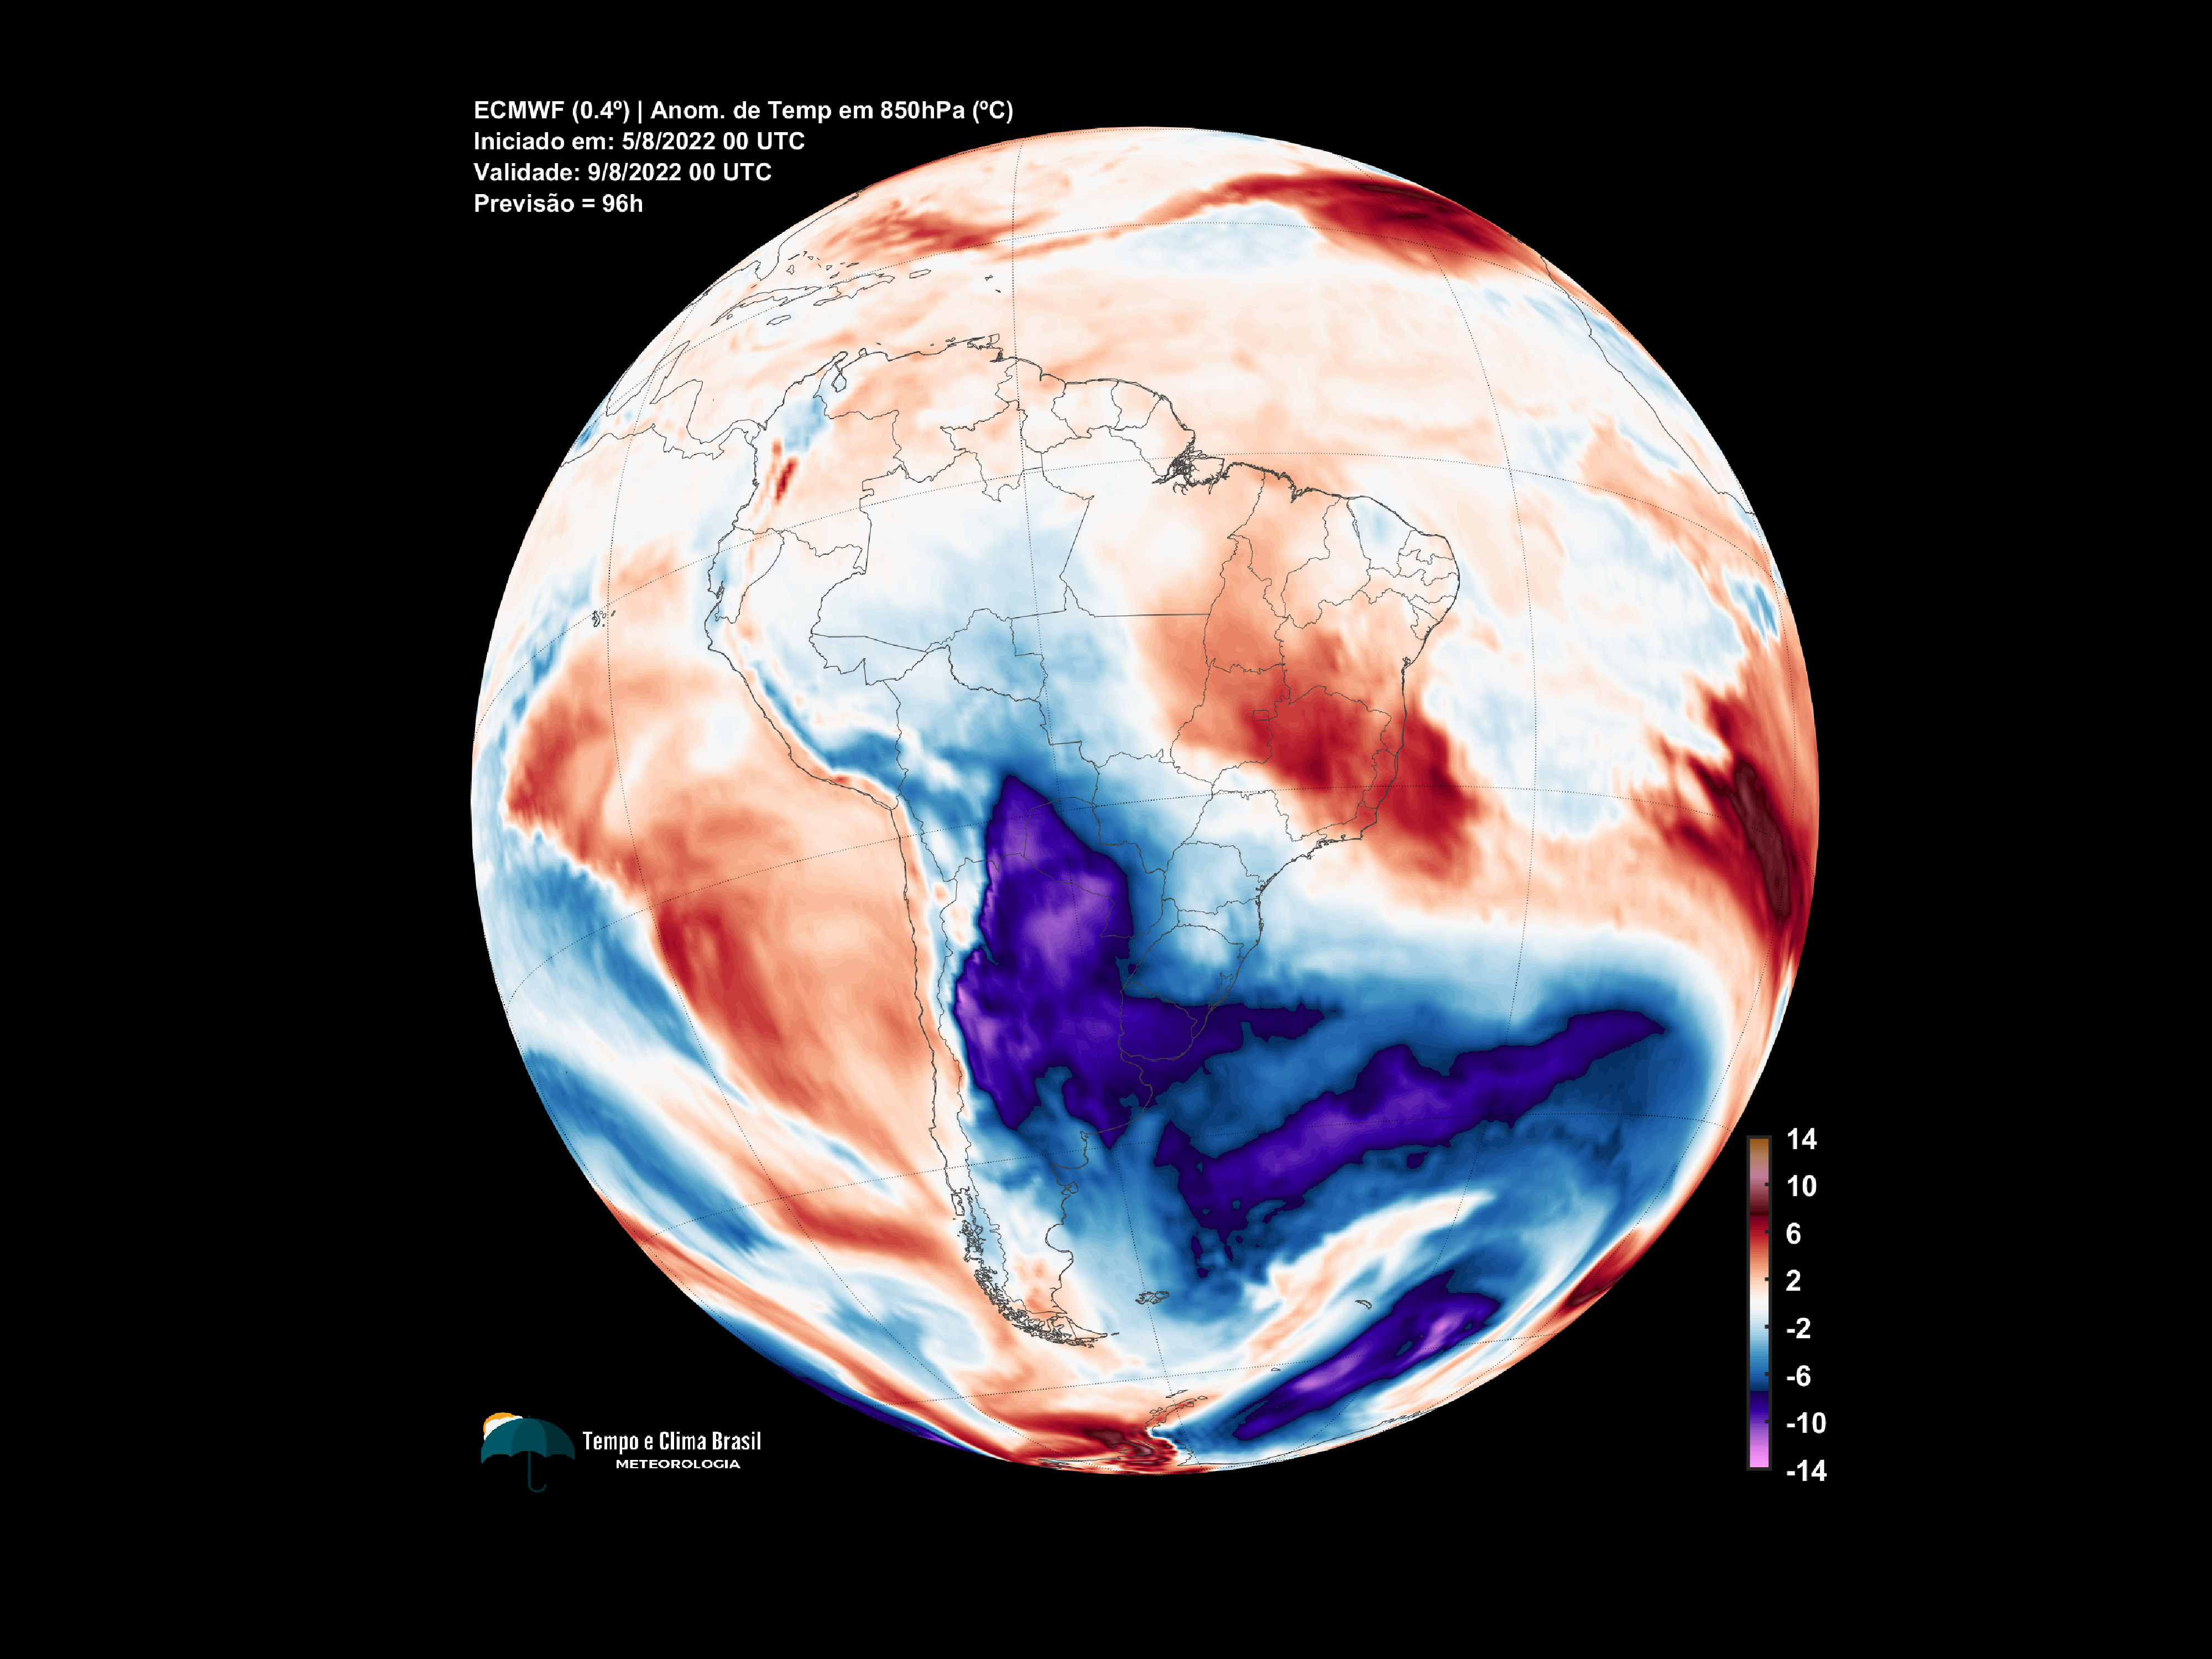 ECMWF (0.4º) | Anom. de Temp em 850hPa (ºC)
Iniciado em: 5/8/2022 00 UTC
Validade: 9/8/2022 00 UTC
Previsão = 96h
14
10
6
2
-2
-6
-10
-14
Tempo e Clima Brasil
METEOROLOGIA